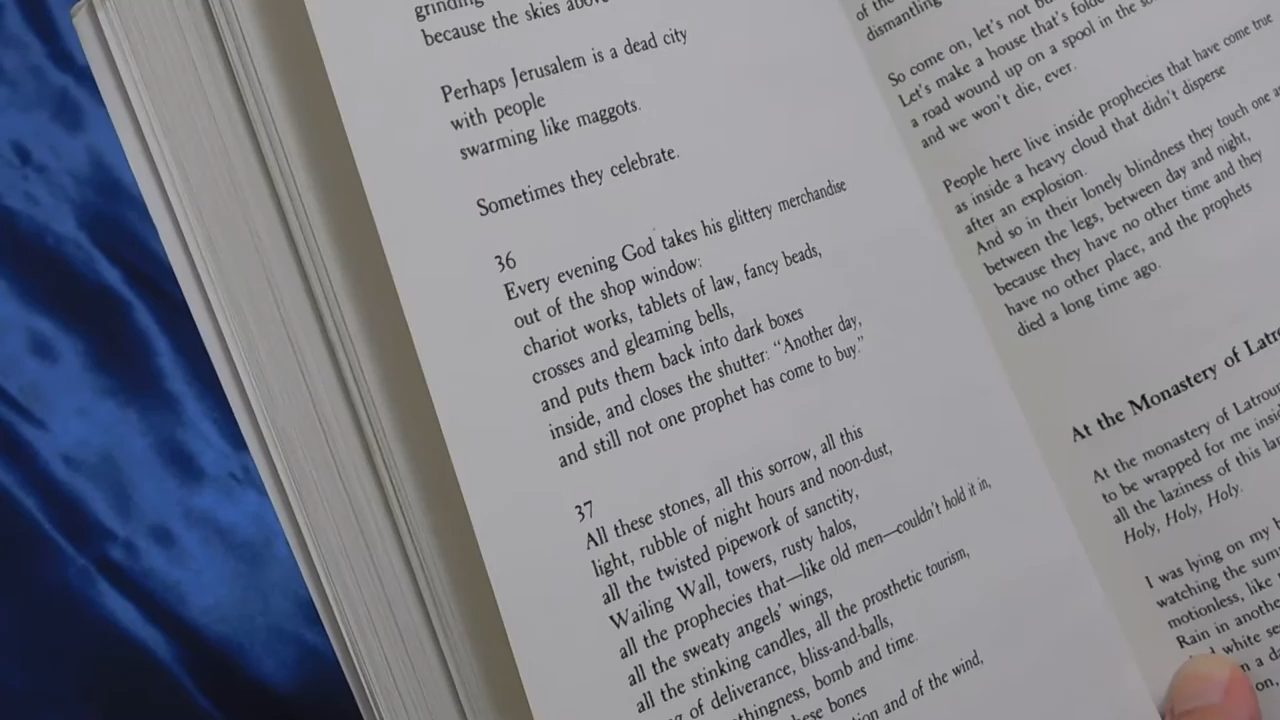 grinding
because the skies above
Perhaps Jerusalem is a dead city
with people
swarming like maggots.
Sometimes they celebrate.
36
Every evening God takes his glittery merchandise
out of the shop window:
chariot works, tablets of law, fancy beads,
crosses and gleaming bells,
and puts them back into dark boxes
inside, and closes the shutter: "Another day,
and still not one prophet has come to buy."
37
All these stones, all this sorrow, all this
light, rubble of night hours and noon-dust,
all the twisted pipework of sanctity,
Wailing Wall, towers, rusty halos,
all the prophecies that—like old men—couldn't hold it in,
all the sweaty angels' wings,
all the stinking candles, all the prosthetic tourism,
of deliverance, bliss-and-balls,
bomb and time.
bones
and of the wind,
of the
dismantling
So come on, let's not
Let's make a house that's
a road wound up on a spool in the
and we won't die, ever.
People here live inside prophecies that have come true
as inside a heavy cloud that didn't disperse
after an explosion.
And so in their lonely blindness they touch one
between the legs, between day and night,
because they have no other time and they
have no other place, and the prophets
died a long time ago.
At the Monastery of
At the monastery of
to be wrapped for me
all the laziness of this
Holy, Holy, Holy.
I was lying on my
watching the
motionless, like
Rain in
white
on,